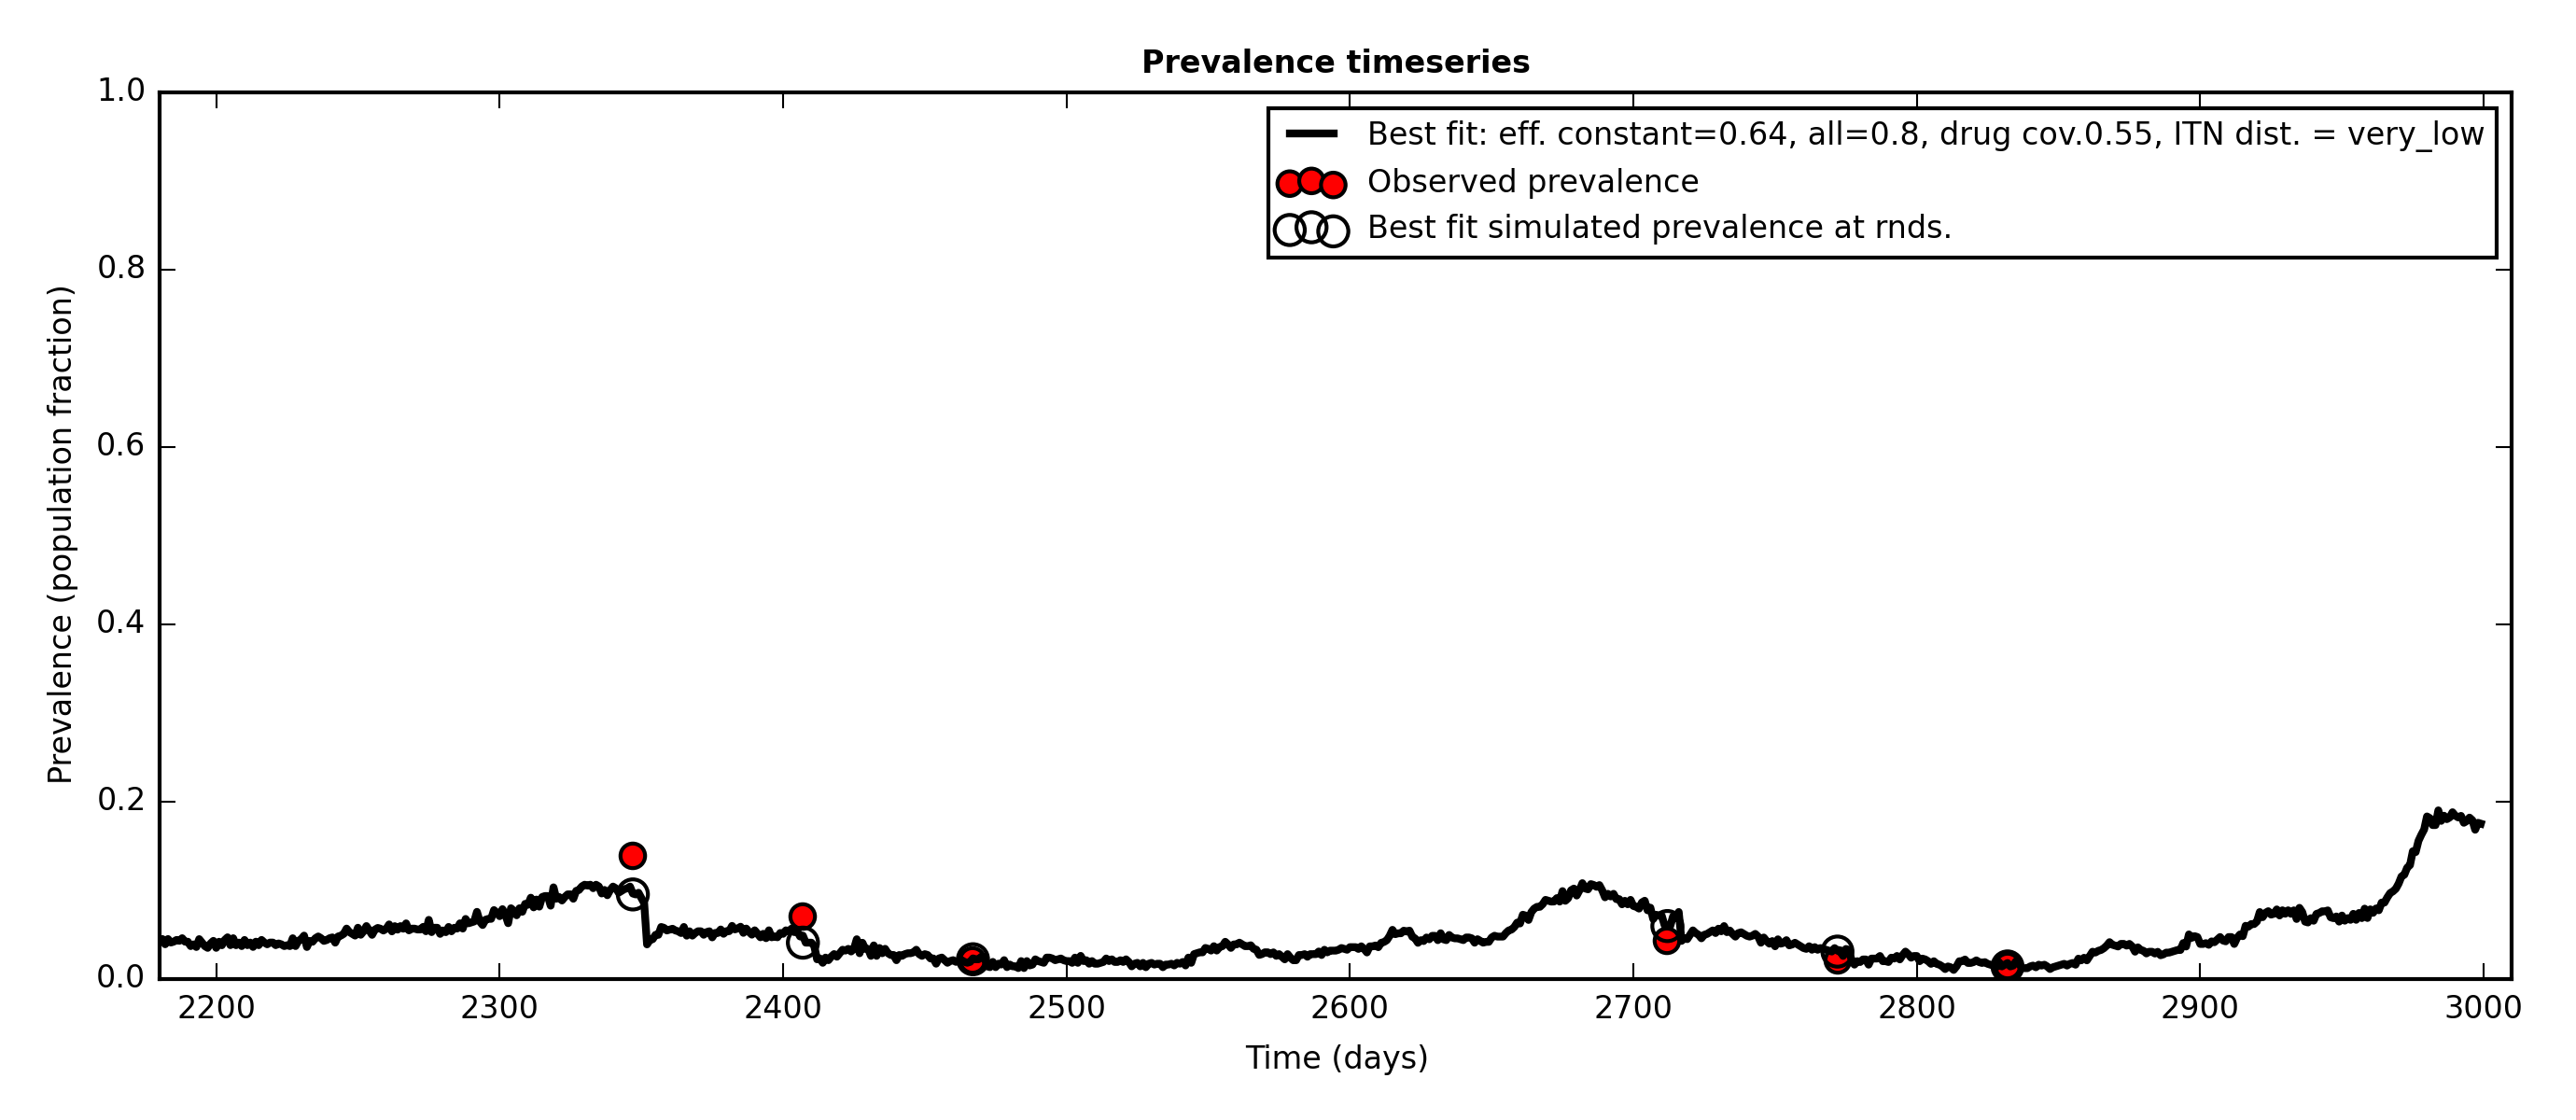 Prevalence timeseries
1.0
0.8
0.6
0.4
0.2
0.0
Prevalence (population fraction)
Best fit: eff. constant=0.64, all=0.8, drug cov.0.55, ITN dist. = very_low
Observed prevalence
Best fit simulated prevalence at rnds.
2200 2300 2400 2500 2600 2700 2800 2900 3000
Time (days)